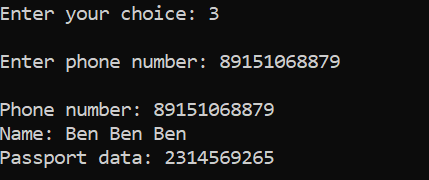 Enter your choice: 3
Enter phone number: 89151068879
Phone number: 89151068879
Name: Ben Ben Ben
Passport data: 2314569265